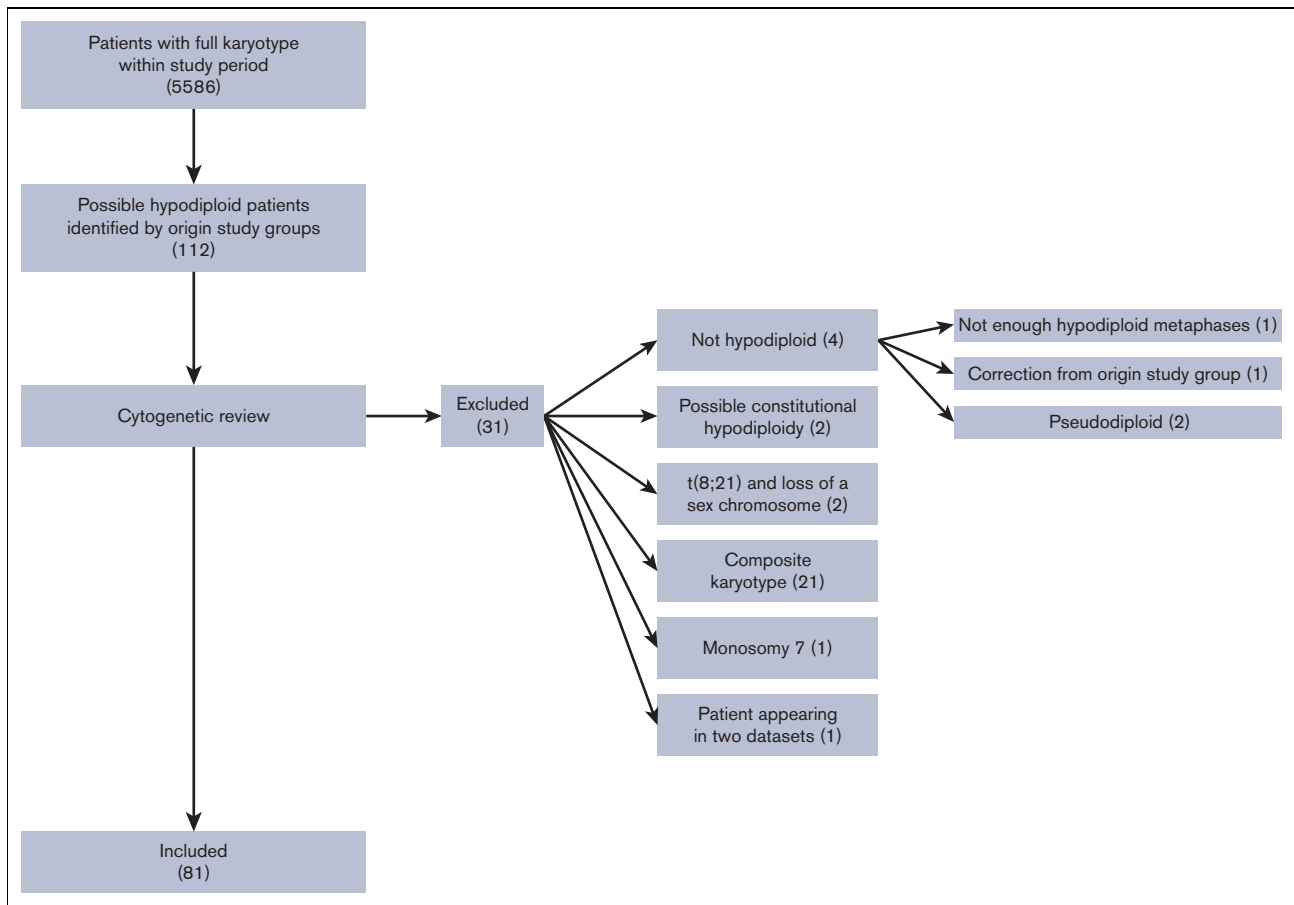 Patients with full karyotype
within study period
(5586)
Possible hypodiploid patients
identified by origin study groups
(112)
Cytogenetic review
Excluded
(31)
Not hypodiploid (4)
Not enough hypodiploid metaphases (1)
Correction from origin study group (1)
Pseudodiploid (2)
Possible constitutional
hypodiploidy (2)
t(8;21) and loss of a
sex chromosome (2)
Composite
karyotype (21)
Monosomy 7 (1)
Patient appearing
in two datasets (1)
Included
(81)